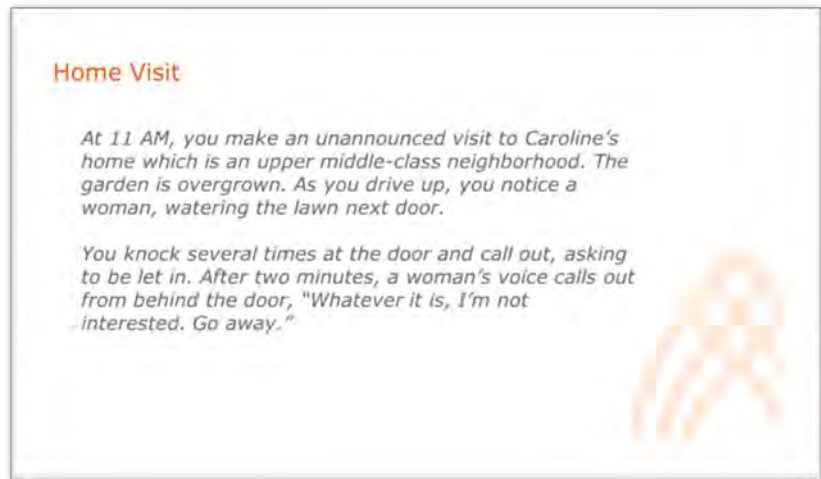 Home Visit
At 11 AM, you make an unannounced visit to Caroline's
home which is an upper middle-class neighborhood. The
garden is overgrown. As you drive up, you notice a
woman, watering the lawn next door.
You knock several times at the door and call out, asking
to be let in. After two minutes, a woman's voice calls out
from behind the door, "Whatever it is, I'm not
interested. Go away."